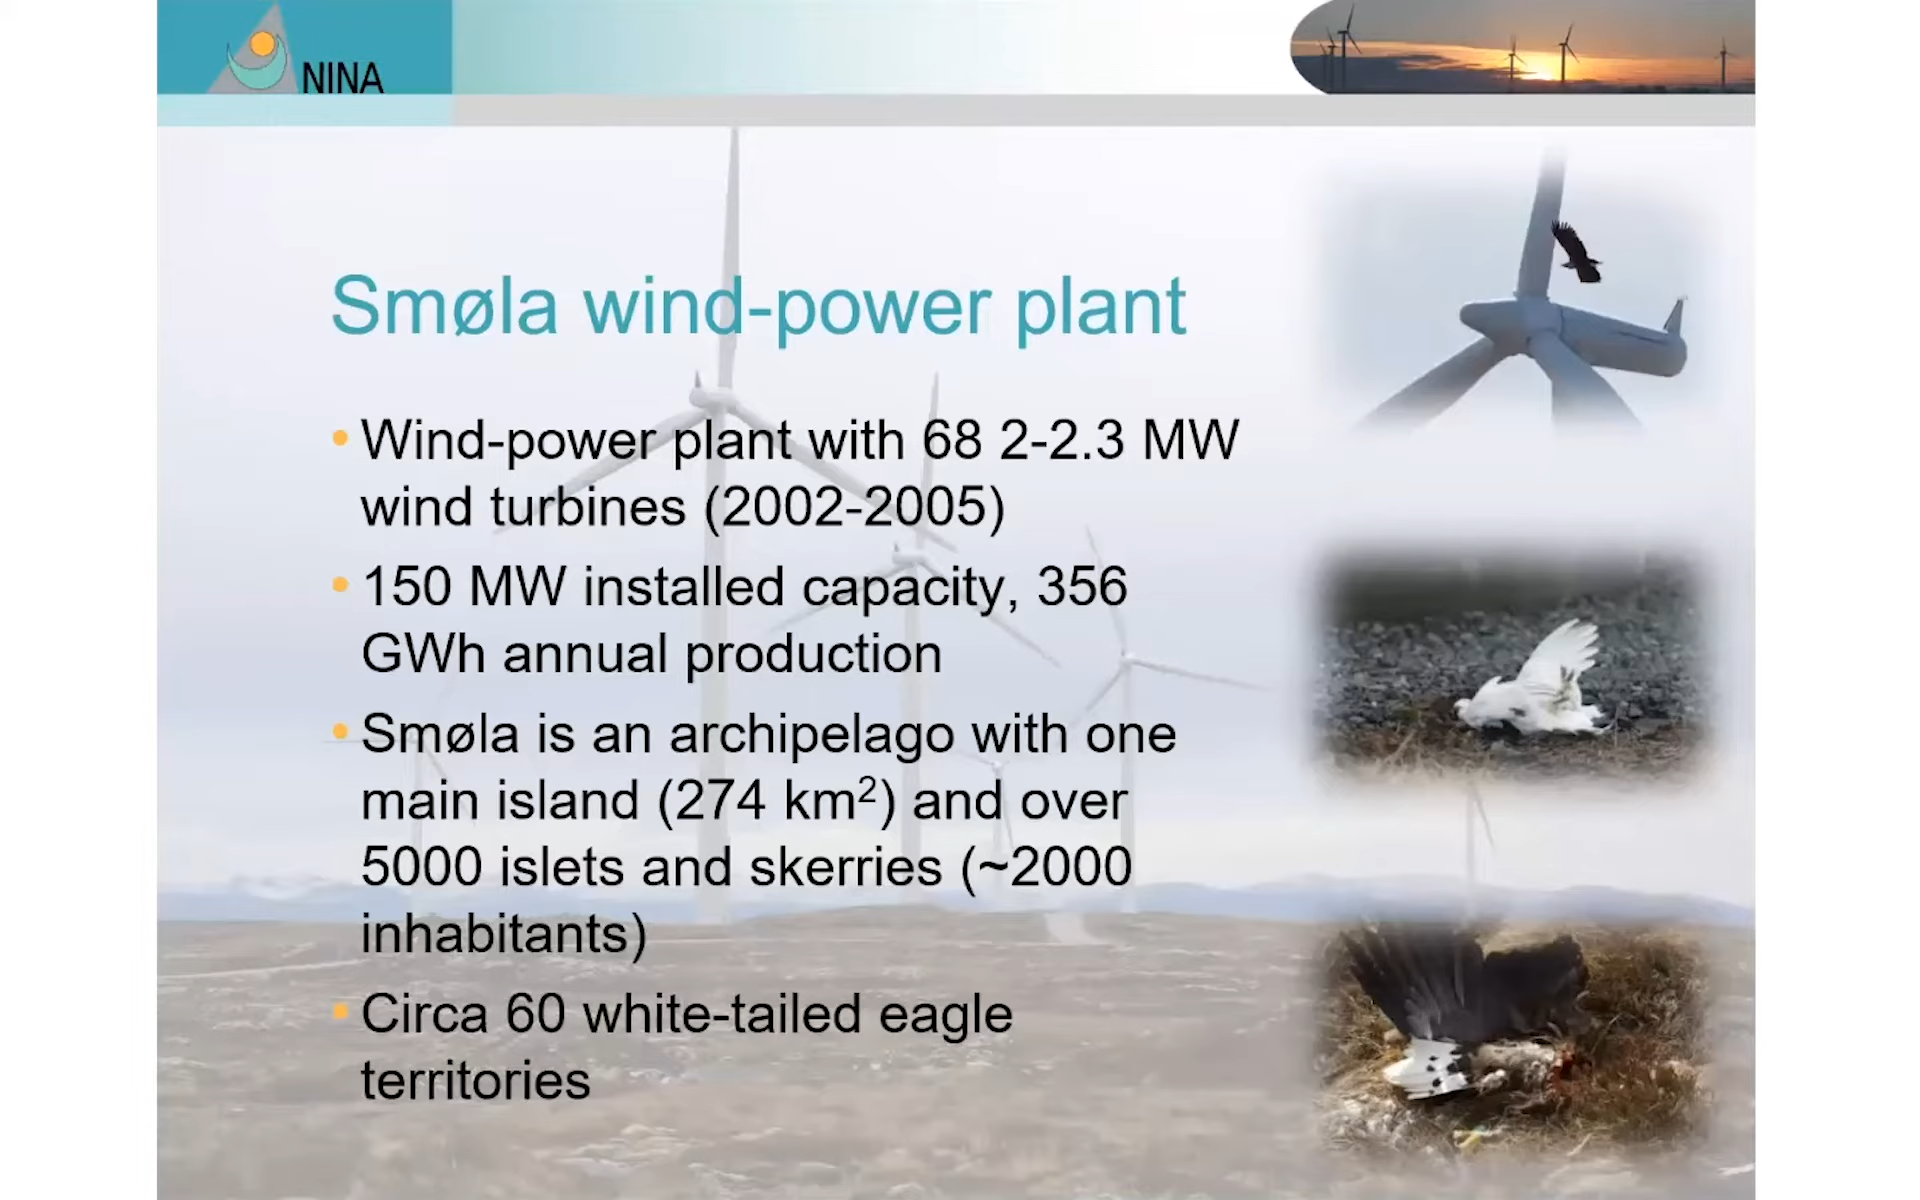 NINA
Smøla wind-power plant
• Wind-power plant with 68 2-2.3 MW
wind turbines (2002-2005)
• 150 MW installed capacity, 356
GWh annual production
• Smøla is an archipelago with one
main island (274 km²) and over
5000 islets and skerries (~2000
inhabitants)
• Circa 60 white-tailed eagle
territories